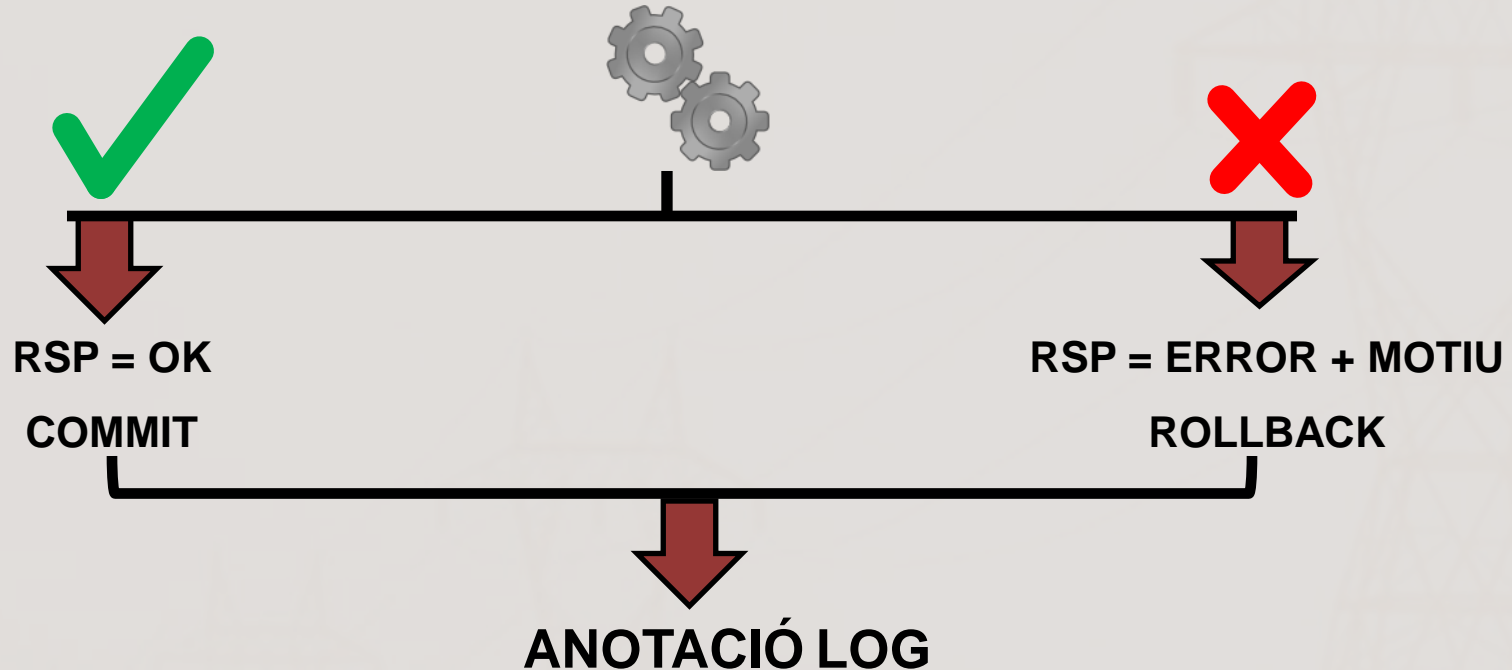 RSP = OK
COMMIT
RSP = ERROR + MOTIU
ROLLBACK
ANOTACIÓ LOG